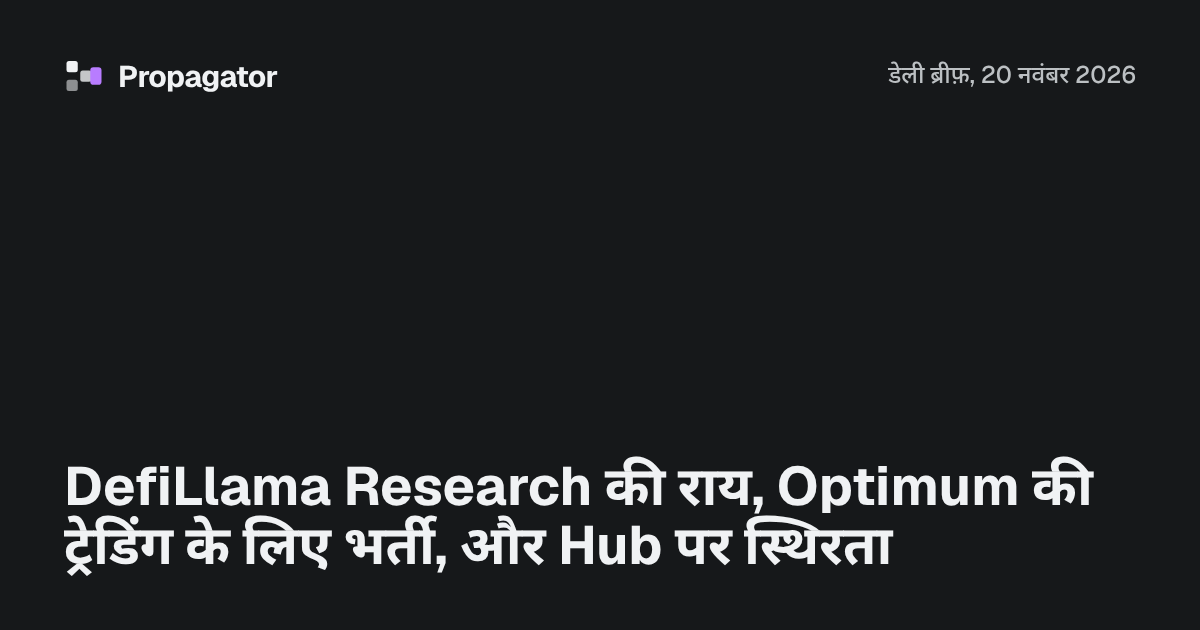 Propagator
डेली ब्रीफ़, 20 नवंबर 2026
DefiLlama Research की राय, Optimum की
ट्रेडिंग के लिए भर्ती, और Hub पर स्थिरता